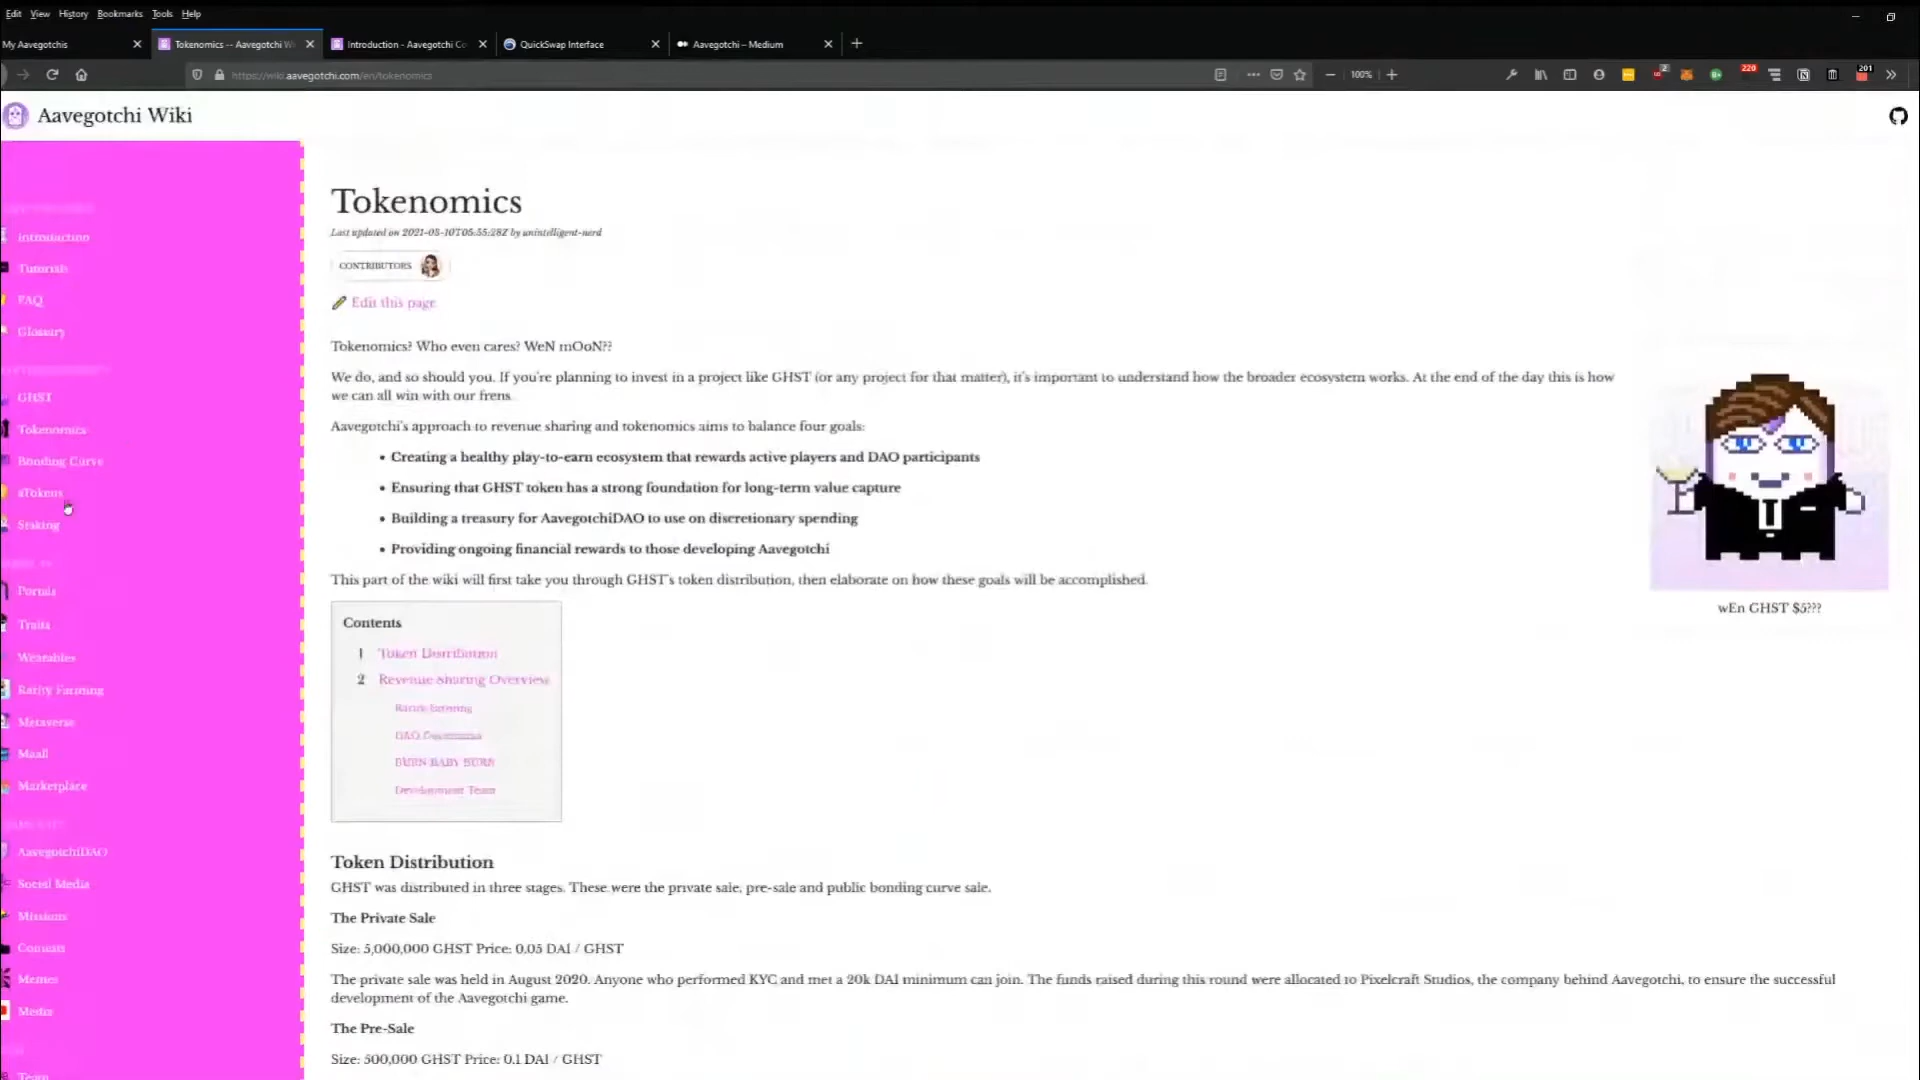 Edit View History Bookmarks Tools Help
My Aavegotchis
Tokenomics -- Aavegotchi W
Introduction - Aavegotchi Co
QuickSwap Interface
Aavegotchi – Medium
https://wiki.aavegotchi.com/en/tokenomics
100%
2
220
201
Aavegotchi Wiki
Introduction
Tutorials
FAQ
Glossary
GHST
Tokenomics
Bonding Curve
aTokens
Staking
Portals
Traits
Wearables
Rarity Farming
Metaverse
Maall
Marketplace
AavegotchiDAO
Social Media
Missions
Contests
Memes
Media
Team
Tokenomics
Last updated on 2021-03-10T05:55:28Z by unintelligent-nerd
CONTRIBUTORS
Edit this page
Tokenomics? Who even cares? WeN mOoN??
We do, and so should you. If you're planning to invest in a project like GHST (or any project for that matter), it's important to understand how the broader ecosystem works. At the end of the day this is how
we can all win with our frens.
Aavegotchi's approach to revenue sharing and tokenomics aims to balance four goals:
• Creating a healthy play-to-earn ecosystem that rewards active players and DAO participants
• Ensuring that GHST token has a strong foundation for long-term value capture
• Building a treasury for AavegotchiDAO to use on discretionary spending
• Providing ongoing financial rewards to those developing Aavegotchi
This part of the wiki will first take you through GHST's token distribution, then elaborate on how these goals will be accomplished.
wEn GHST $5???
Contents
1 Token Distribution
2 Revenue Sharing Overview
Rarity Farming
DAO Treasury
BURN BABY BURN
Development Team
Token Distribution
GHST was distributed in three stages. These were the private sale, pre-sale and public bonding curve sale.
The Private Sale
Size: 5,000,000 GHST Price: 0.05 DAI / GHST
The private sale was held in August 2020. Anyone who performed KYC and met a 20k DAI minimum can join. The funds raised during this round were allocated to Pixelcraft Studios, the company behind Aavegotchi, to ensure the successful
development of the Aavegotchi game.
The Pre-Sale
Size: 500,000 GHST Price: 0.1 DAI / GHST